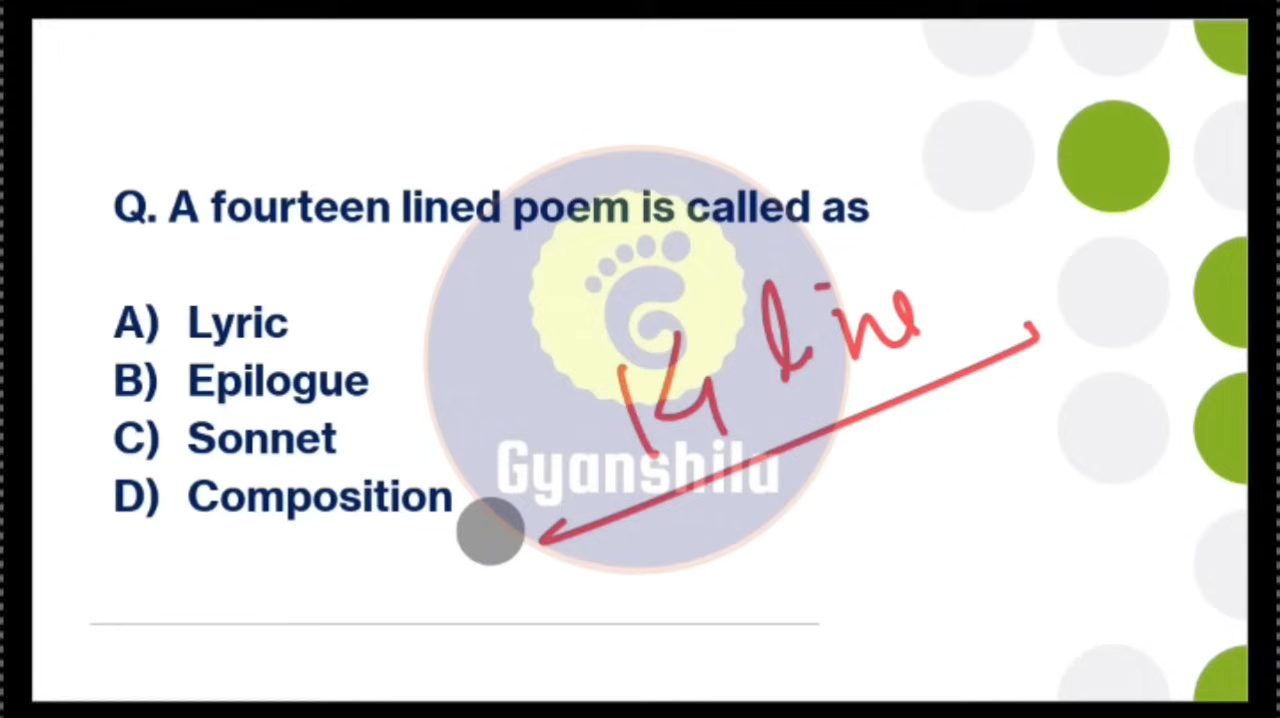 Q. A fourteen lined poem is called as
A) Lyric
B) Epilogue
C) Sonnet
D) Composition
14 line
Gyanshilu